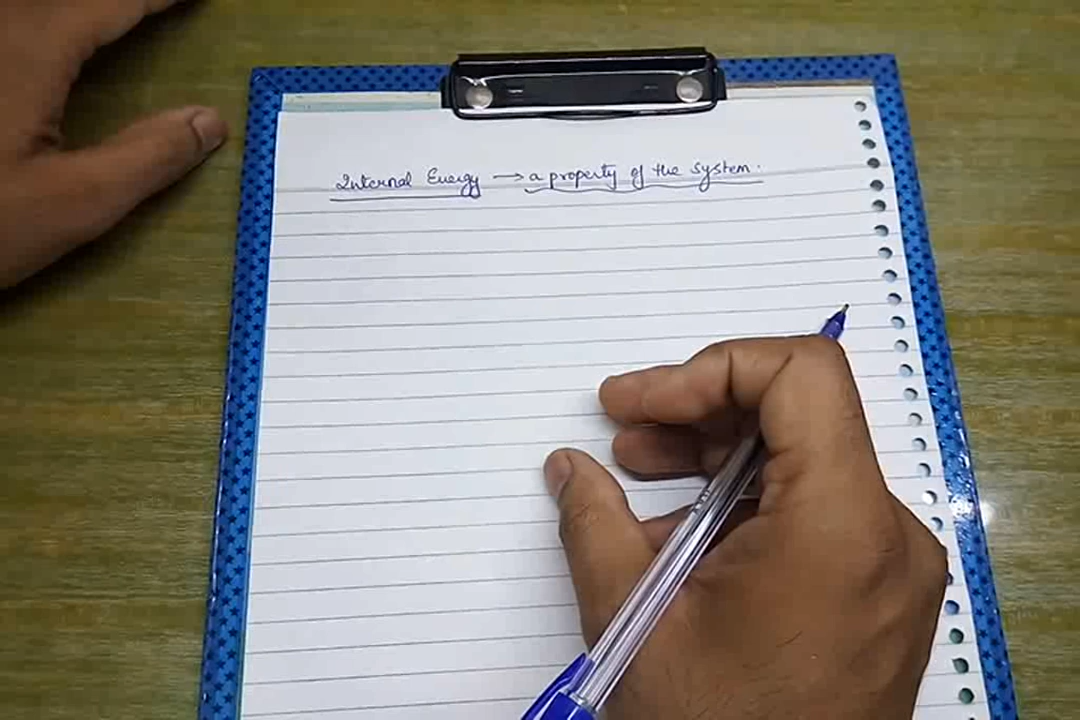 Internal Energy → a property of the system.